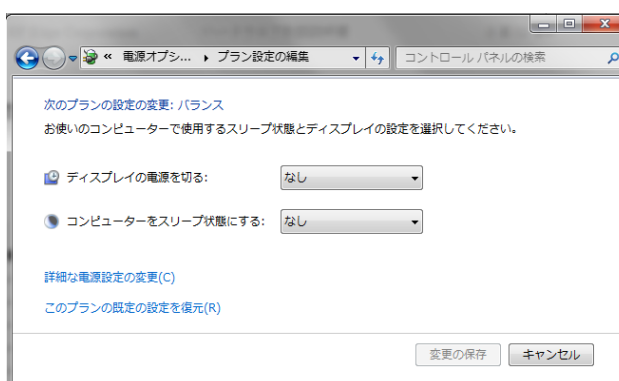 « 電源オプシ... ▸ プラン設定の編集
コントロール パネルの検索
次のプランの設定の変更: バランス
お使いのコンピューターで使用するスリープ状態とディスプレイの設定を選択してください。
ディスプレイの電源を切る: なし
コンピューターをスリープ状態にする: なし
詳細な電源設定の変更(C)
このプランの既定の設定を復元(R)
変更の保存 キャンセル